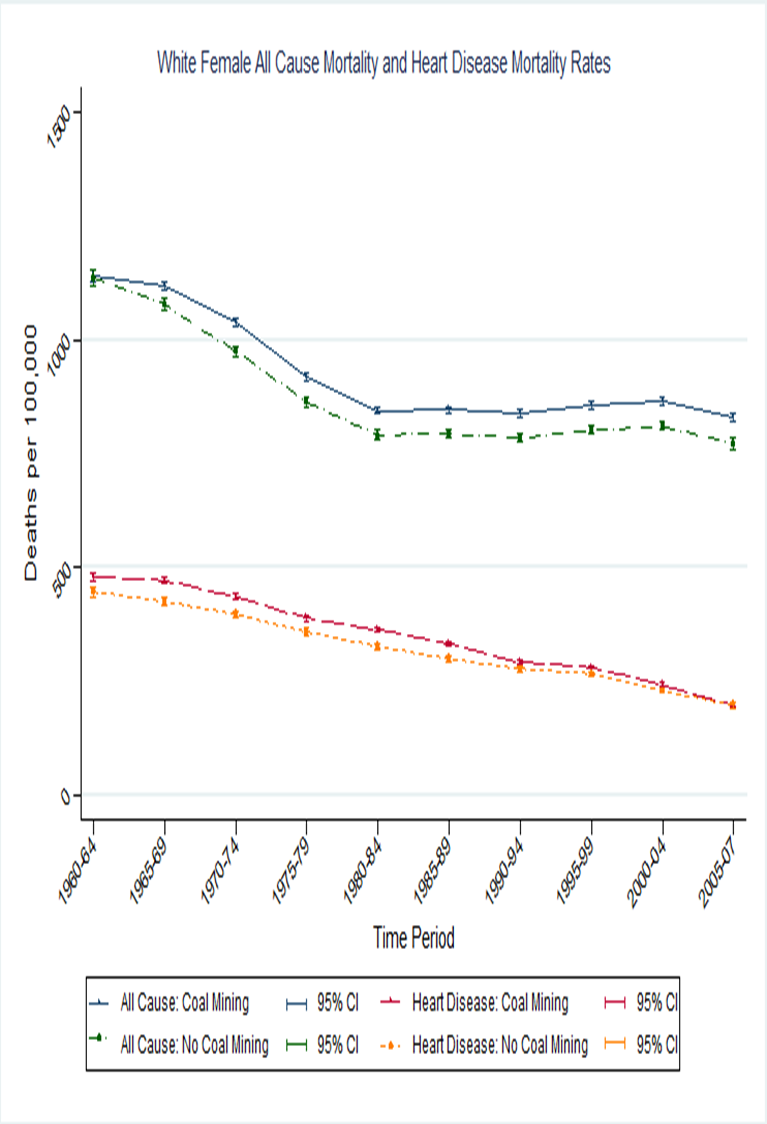 White Female All Cause Mortality and Heart Disease Mortality Rates
Deaths per 100,000
1500
1000
500
0
1960-64 1965-69 1970-74 1975-79 1980-84 1985-89 1990-94 1995-99 2000-04 2005-07
Time Period
All Cause: Coal Mining 95% CI Heart Disease: Coal Mining 95% CI
All Cause: No Coal Mining 95% CI Heart Disease: No Coal Mining 95% CI